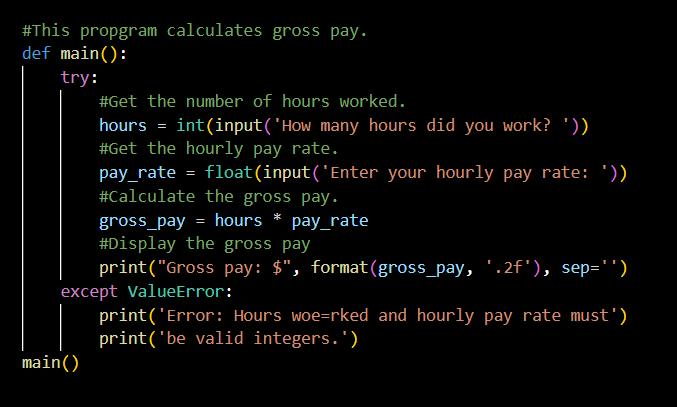 #This propgram calculates gross pay.
def main():
    try:
        #Get the number of hours worked.
        hours = int(input('How many hours did you work? '))
        #Get the hourly pay rate.
        pay_rate = float(input('Enter your hourly pay rate: '))
        #Calculate the gross pay.
        gross_pay = hours * pay_rate
        #Display the gross pay
        print("Gross pay: $", format(gross_pay, '.2f'), sep='')
    except ValueError:
        print('Error: Hours woe=rked and hourly pay rate must')
        print('be valid integers.')
main()